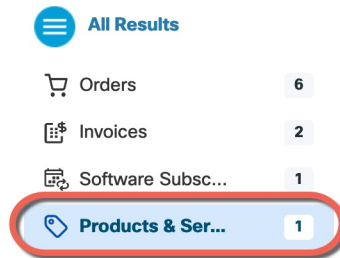 All Results
Orders 6
Invoices 2
Software Subsc... 1
Products & Ser... 1